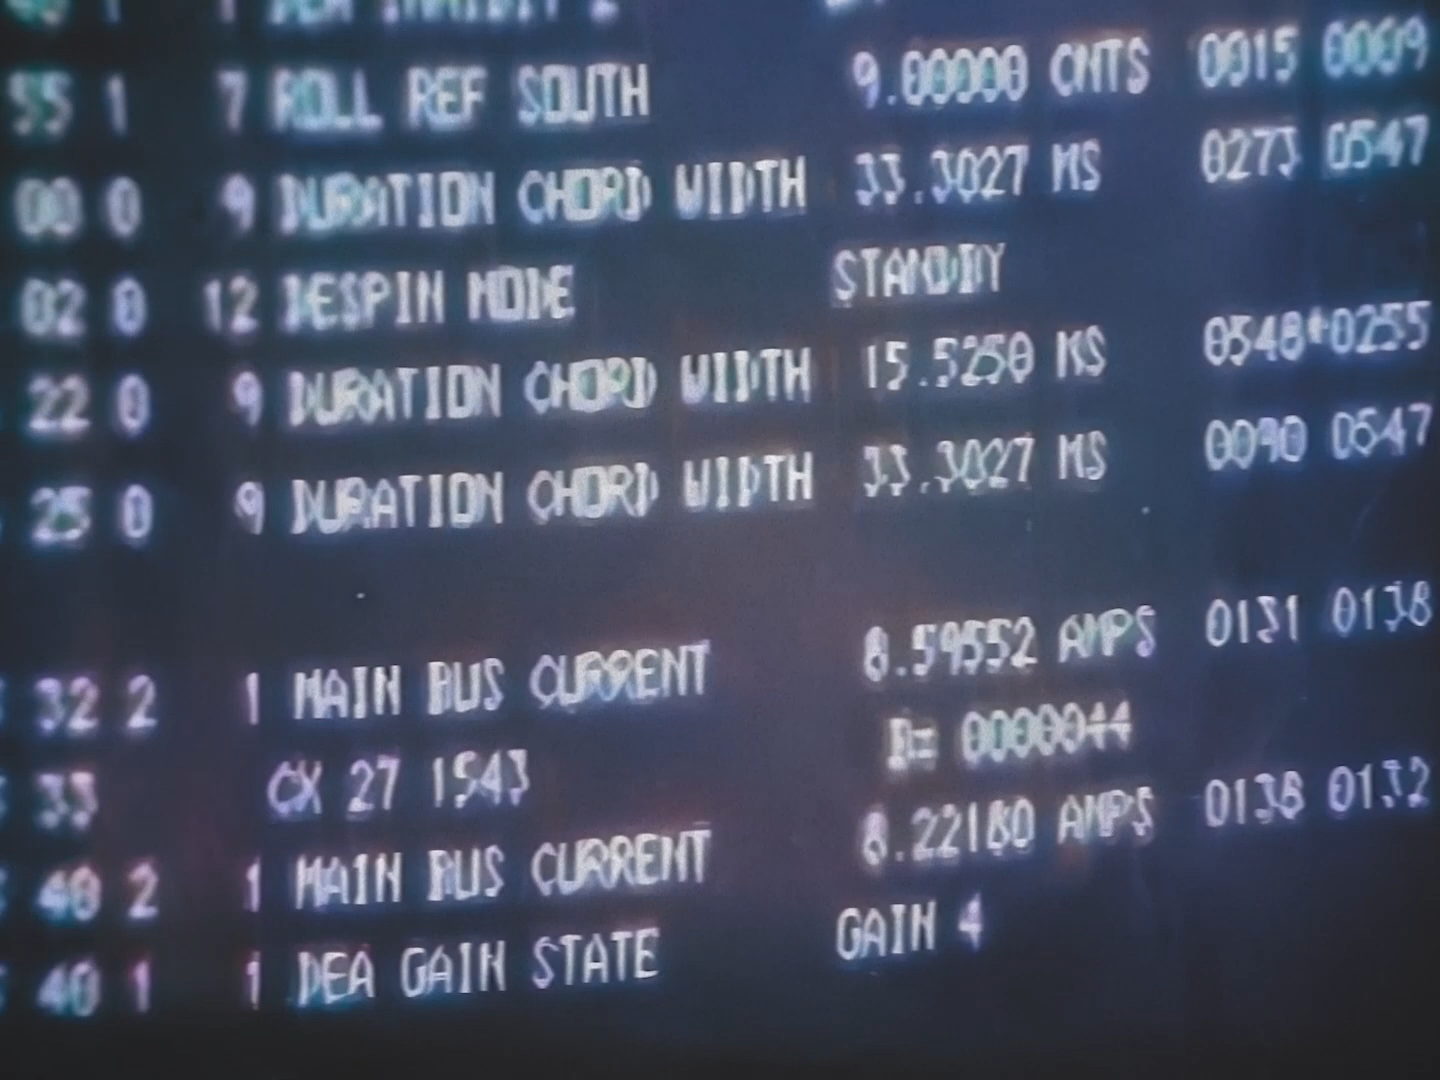 55 1 7 ROLL REF SOUTH 9.00000 CNTS 0015 0009
00 0 9 DURATION CHORD WIDTH 33.3027 MS 0273 0547
02 0 12 DESPIN MODE STANDBY
22 0 9 DURATION CHORD WIDTH 15.5250 MS 0548*0255
25 0 9 DURATION CHORD WIDTH 33.3027 MS 0090 0547
32 2 1 MAIN BUS CURRENT 8.59552 AMPS 0131 0138
33 CX 27 1543 D= 0000044
40 2 1 MAIN BUS CURRENT 8.22180 AMPS 0138 0132
40 1 1 DEA GAIN STATE GAIN 4